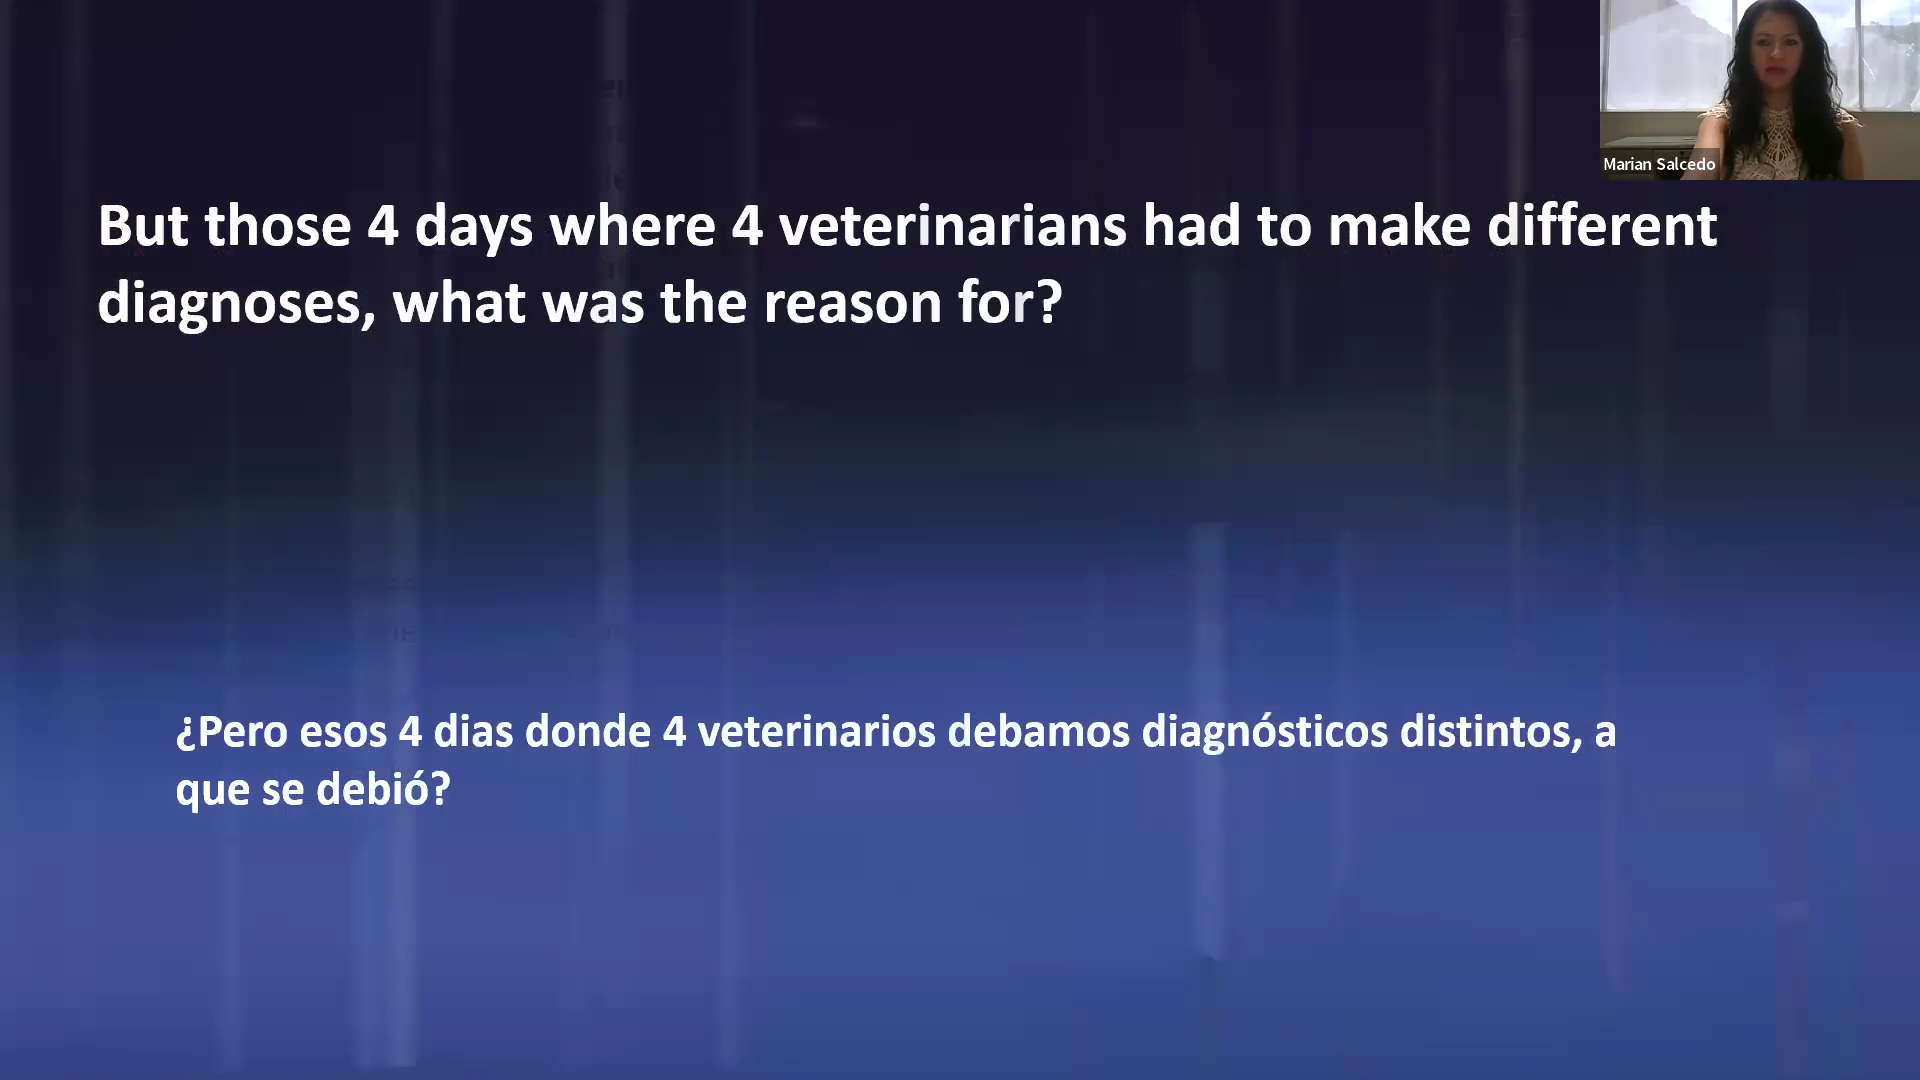 Marian Salcedo
But those 4 days where 4 veterinarians had to make different
diagnoses, what was the reason for?
¿Pero esos 4 dias donde 4 veterinarios debamos diagnósticos distintos, a
que se debió?